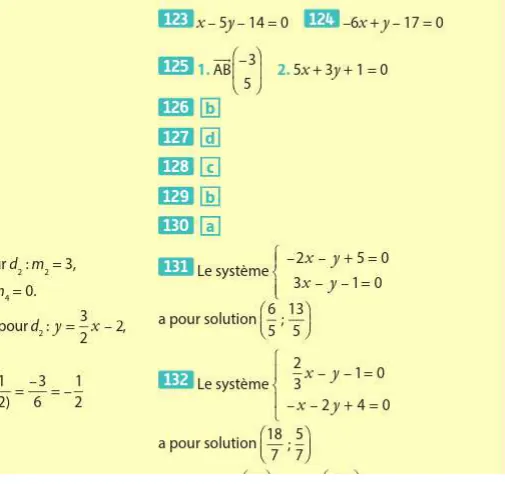 r d₂ : m₂ = 3,
₄ = 0.
pour d₂ : y = 3/2 x – 2,
1/2) = –3/6 = –1/2
123 x – 5y – 14 = 0 124 –6x + y – 17 = 0
125 1. AB⃗ (–3 5) 2. 5x + 3y + 1 = 0
126 b
127 d
128 c
129 b
130 a
131 Le système { –2x – y + 5 = 0
3x – y – 1 = 0
a pour solution (6/5 ; 13/5)
132 Le système { 2/3 x – y – 1 = 0
–x – 2y + 4 = 0
a pour solution (18/7 ; 5/7)